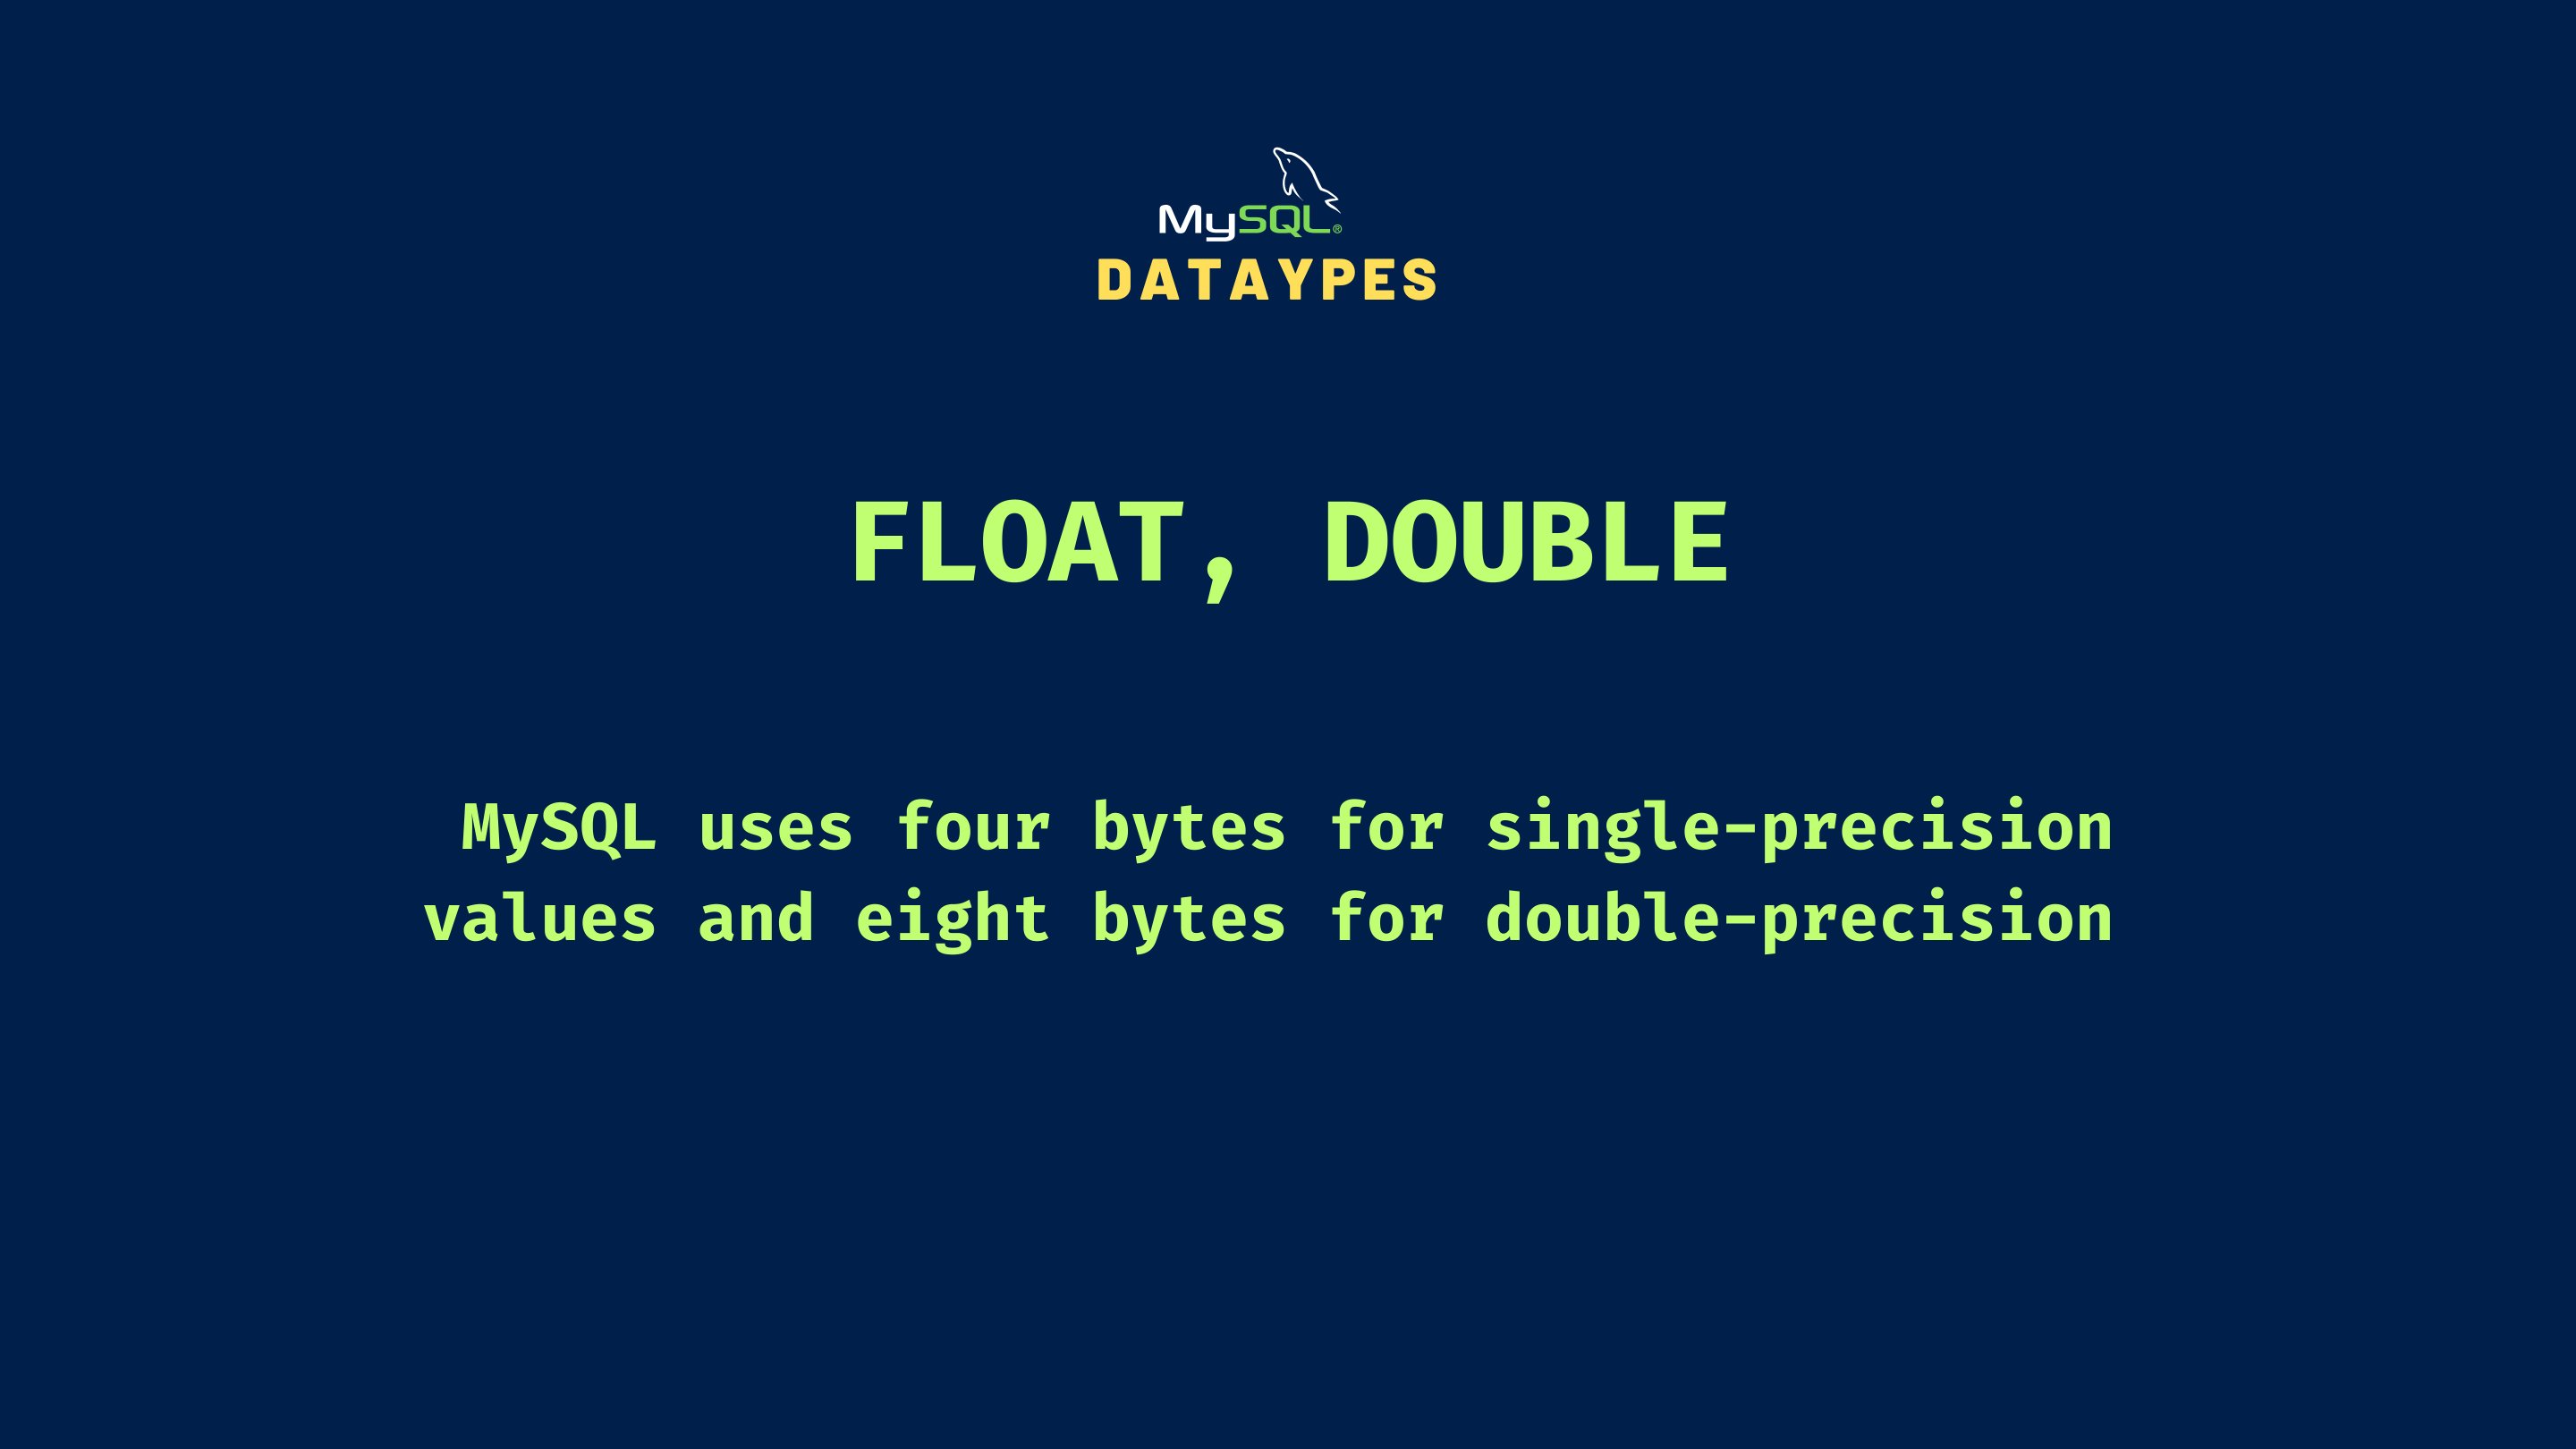 MySQL®
DATAYPES
FLOAT, DOUBLE
MySQL uses four bytes for single-precision
values and eight bytes for double-precision